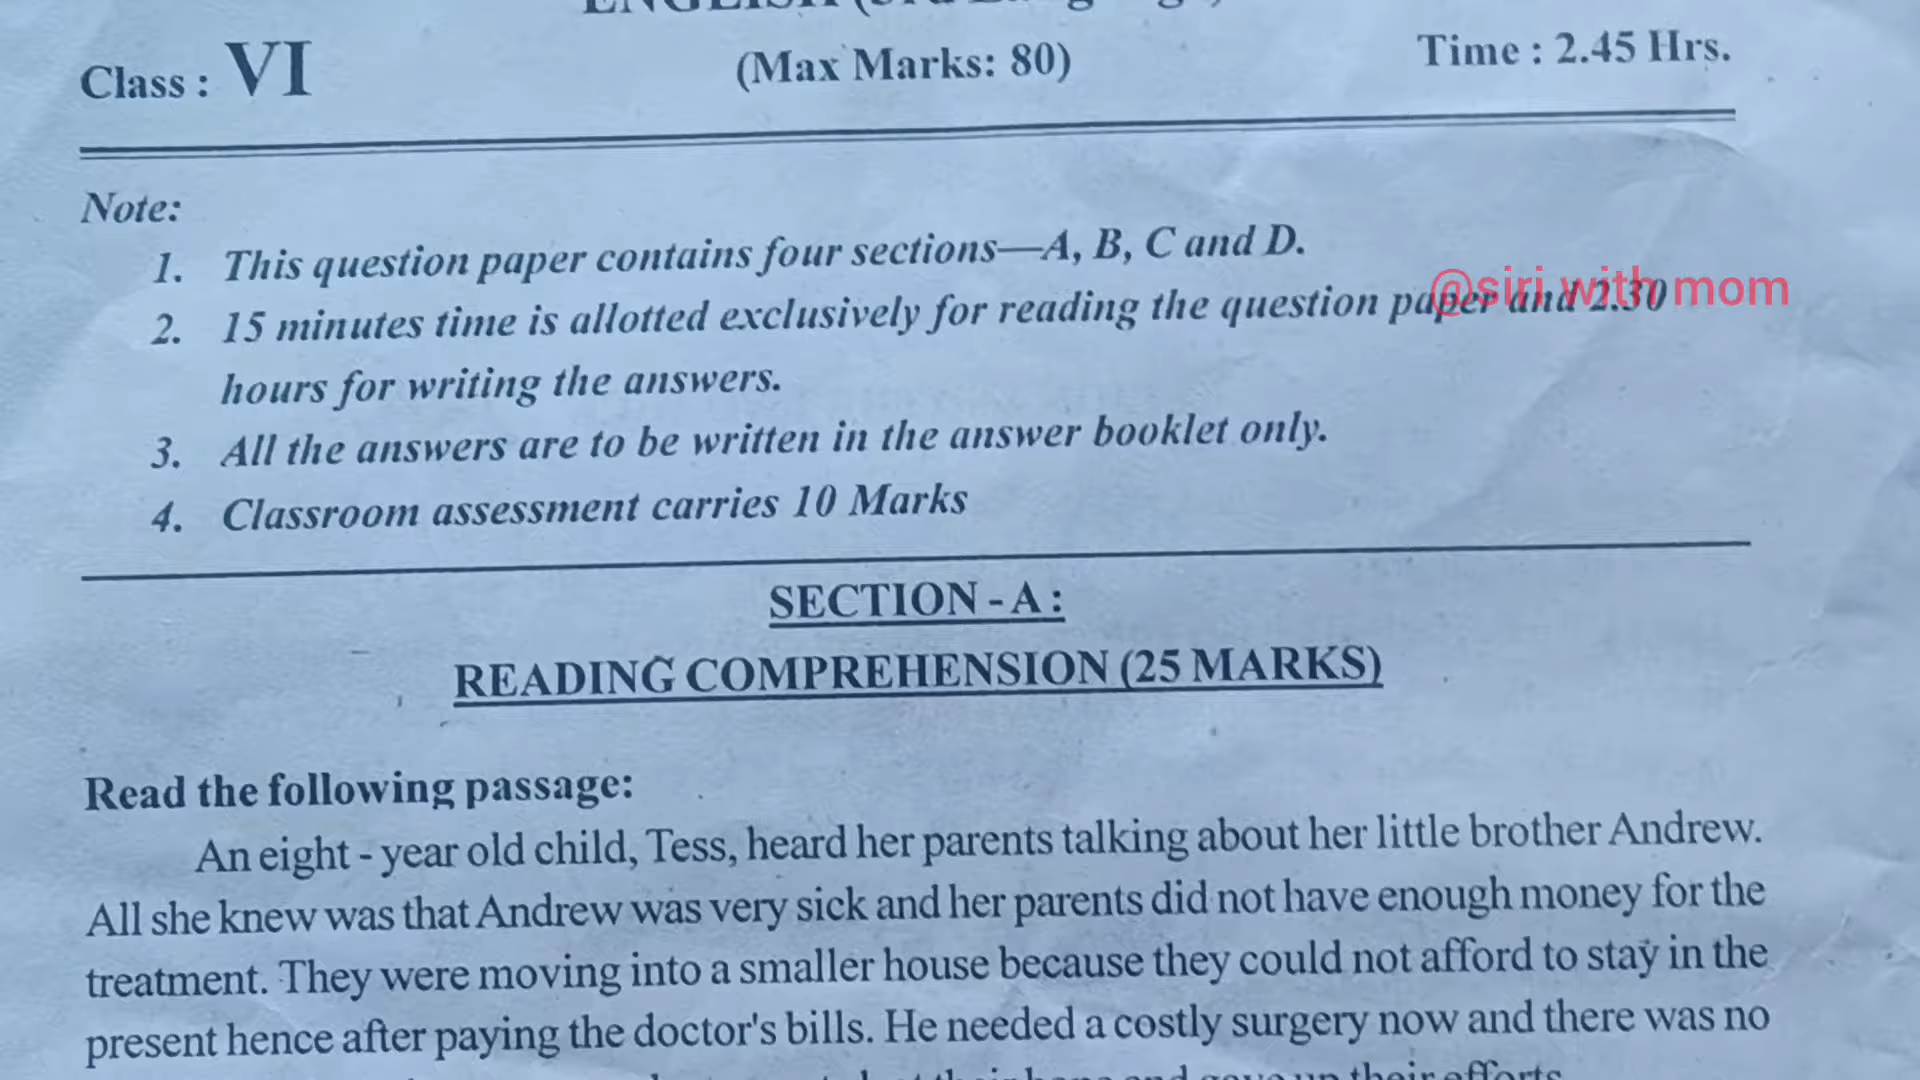 ENGLISH
Class : VI
(Max Marks: 80)
Time : 2.45 Hrs.
Note:
1. This question paper contains four sections—A, B, C and D.
2. 15 minutes time is allotted exclusively for reading the question paper and 2.30
@siri with mom
hours for writing the answers.
3. All the answers are to be written in the answer booklet only.
4. Classroom assessment carries 10 Marks
SECTION - A :
READING COMPREHENSION (25 MARKS)
Read the following passage:
An eight - year old child, Tess, heard her parents talking about her little brother Andrew.
All she knew was that Andrew was very sick and her parents did not have enough money for the
treatment. They were moving into a smaller house because they could not afford to stay in the
present hence after paying the doctor's bills. He needed a costly surgery now and there was no
and gave up their efforts